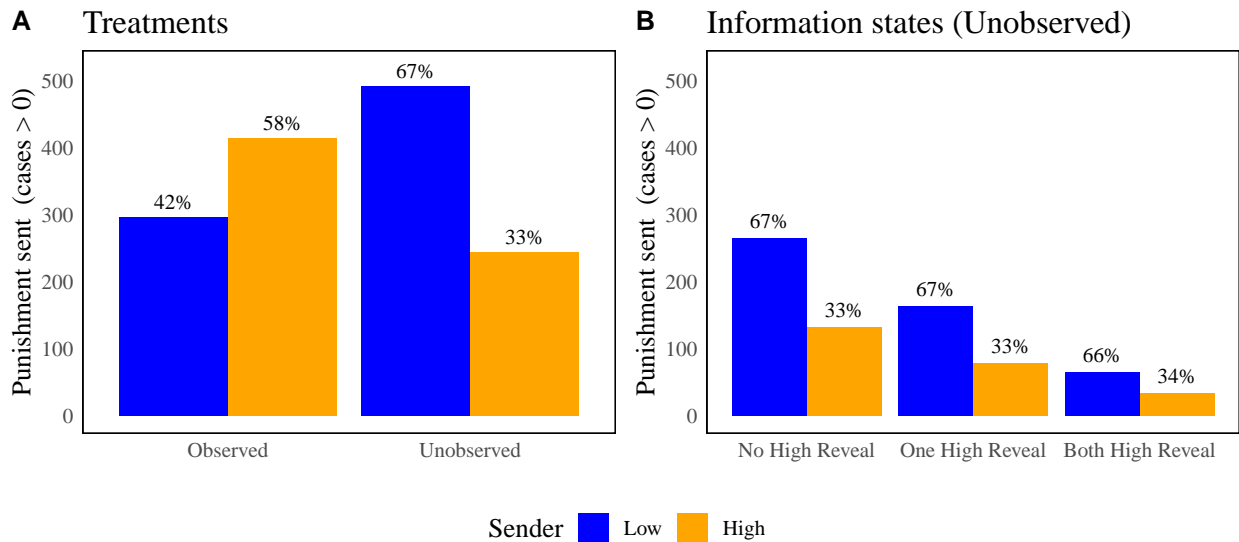 A Treatments
Punishment sent (cases > 0)
500
400
300
200
100
0
42%
58%
67%
33%
Observed
Unobserved
B Information states (Unobserved)
Punishment sent (cases > 0)
500
400
300
200
100
0
67%
33%
67%
33%
66%
34%
No High Reveal
One High Reveal
Both High Reveal
Sender Low High